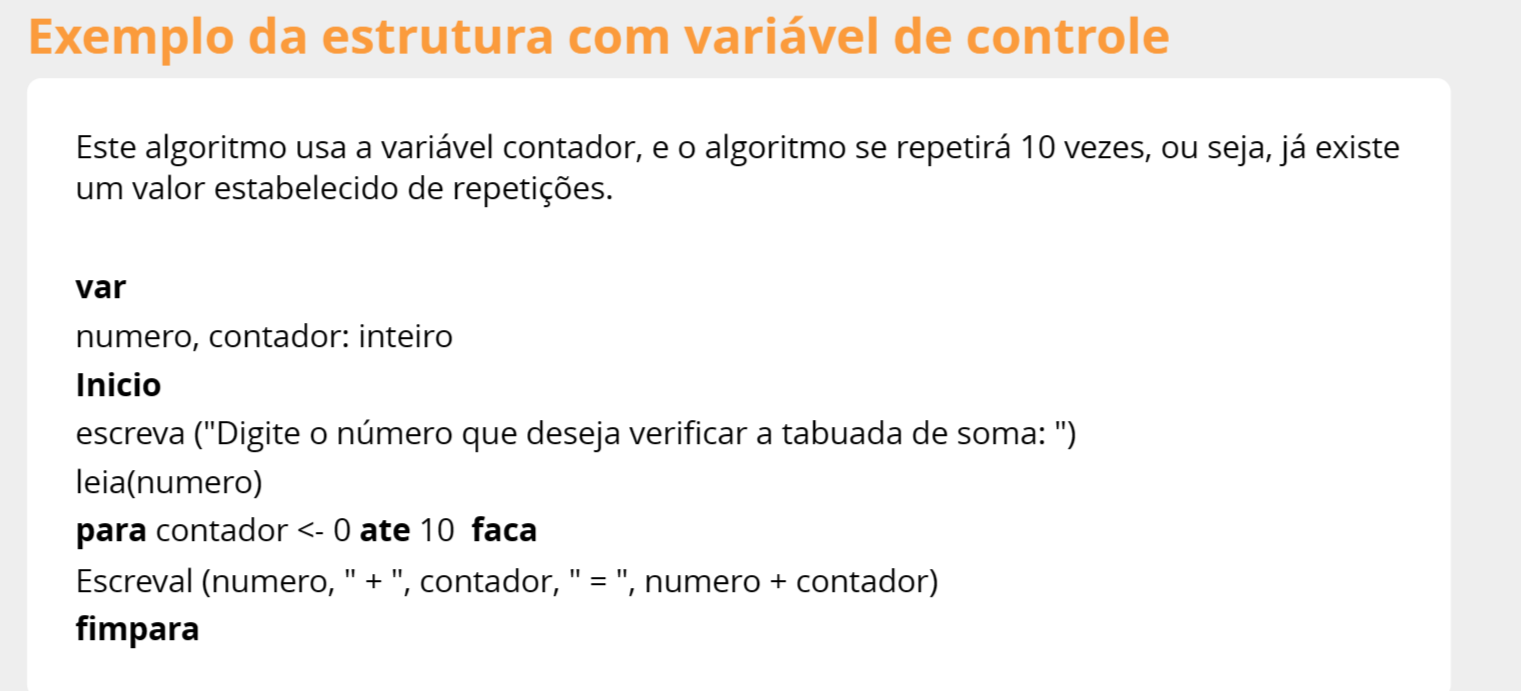 Exemplo da estrutura com variável de controle
Este algoritmo usa a variável contador, e o algoritmo se repetirá 10 vezes, ou seja, já existe
um valor estabelecido de repetições.
var
numero, contador: inteiro
Inicio
escreva ("Digite o número que deseja verificar a tabuada de soma: ")
leia(numero)
para contador <- 0 ate 10  faca
Escreval (numero, " + ", contador, " = ", numero + contador)
fimpara